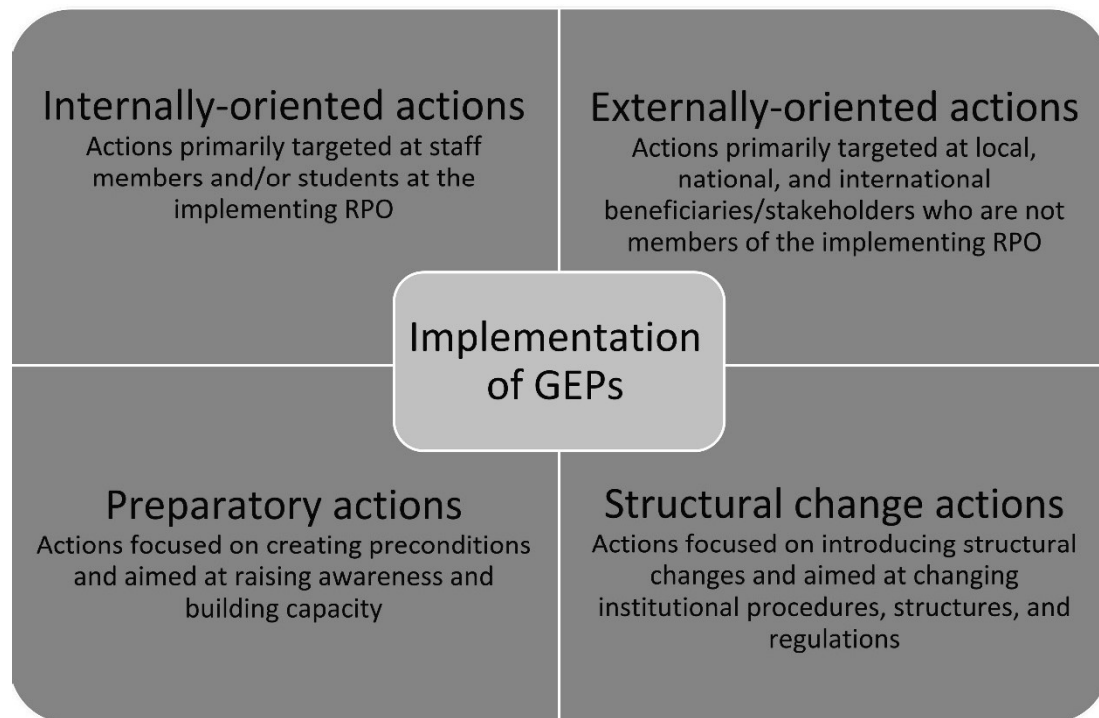 Internally-oriented actions
Actions primarily targeted at staff
members and/or students at the
implementing RPO
Externally-oriented actions
Actions primarily targeted at local,
national, and international
beneficiaries/stakeholders who are not
members of the implementing RPO
Implementation
of GEPs
Preparatory actions
Actions focused on creating preconditions
and aimed at raising awareness and
building capacity
Structural change actions
Actions focused on introducing structural
changes and aimed at changing
institutional procedures, structures, and
regulations